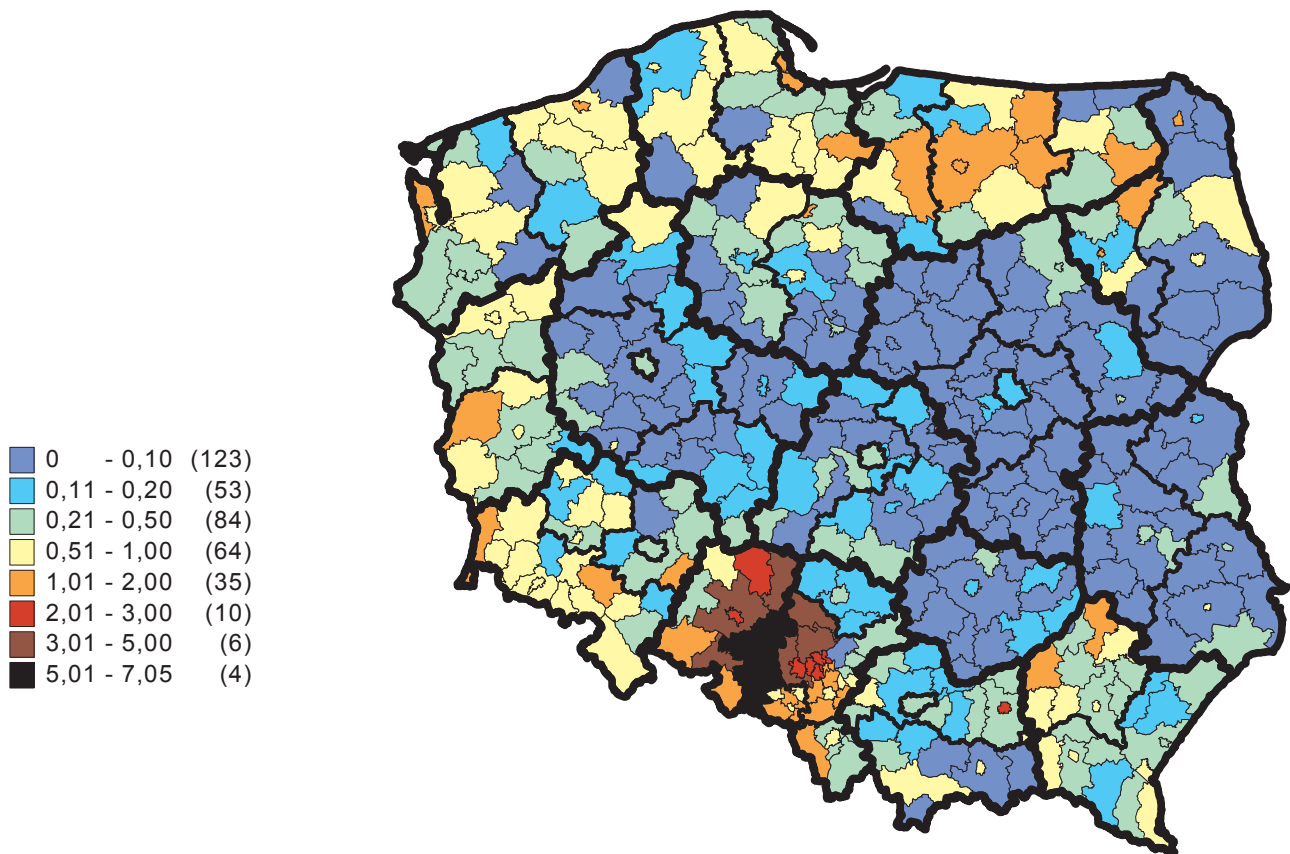 0 - 0,10 (123)
0,11 - 0,20 (53)
0,21 - 0,50 (84)
0,51 - 1,00 (64)
1,01 - 2,00 (35)
2,01 - 3,00 (10)
3,01 - 5,00 (6)
5,01 - 7,05 (4)